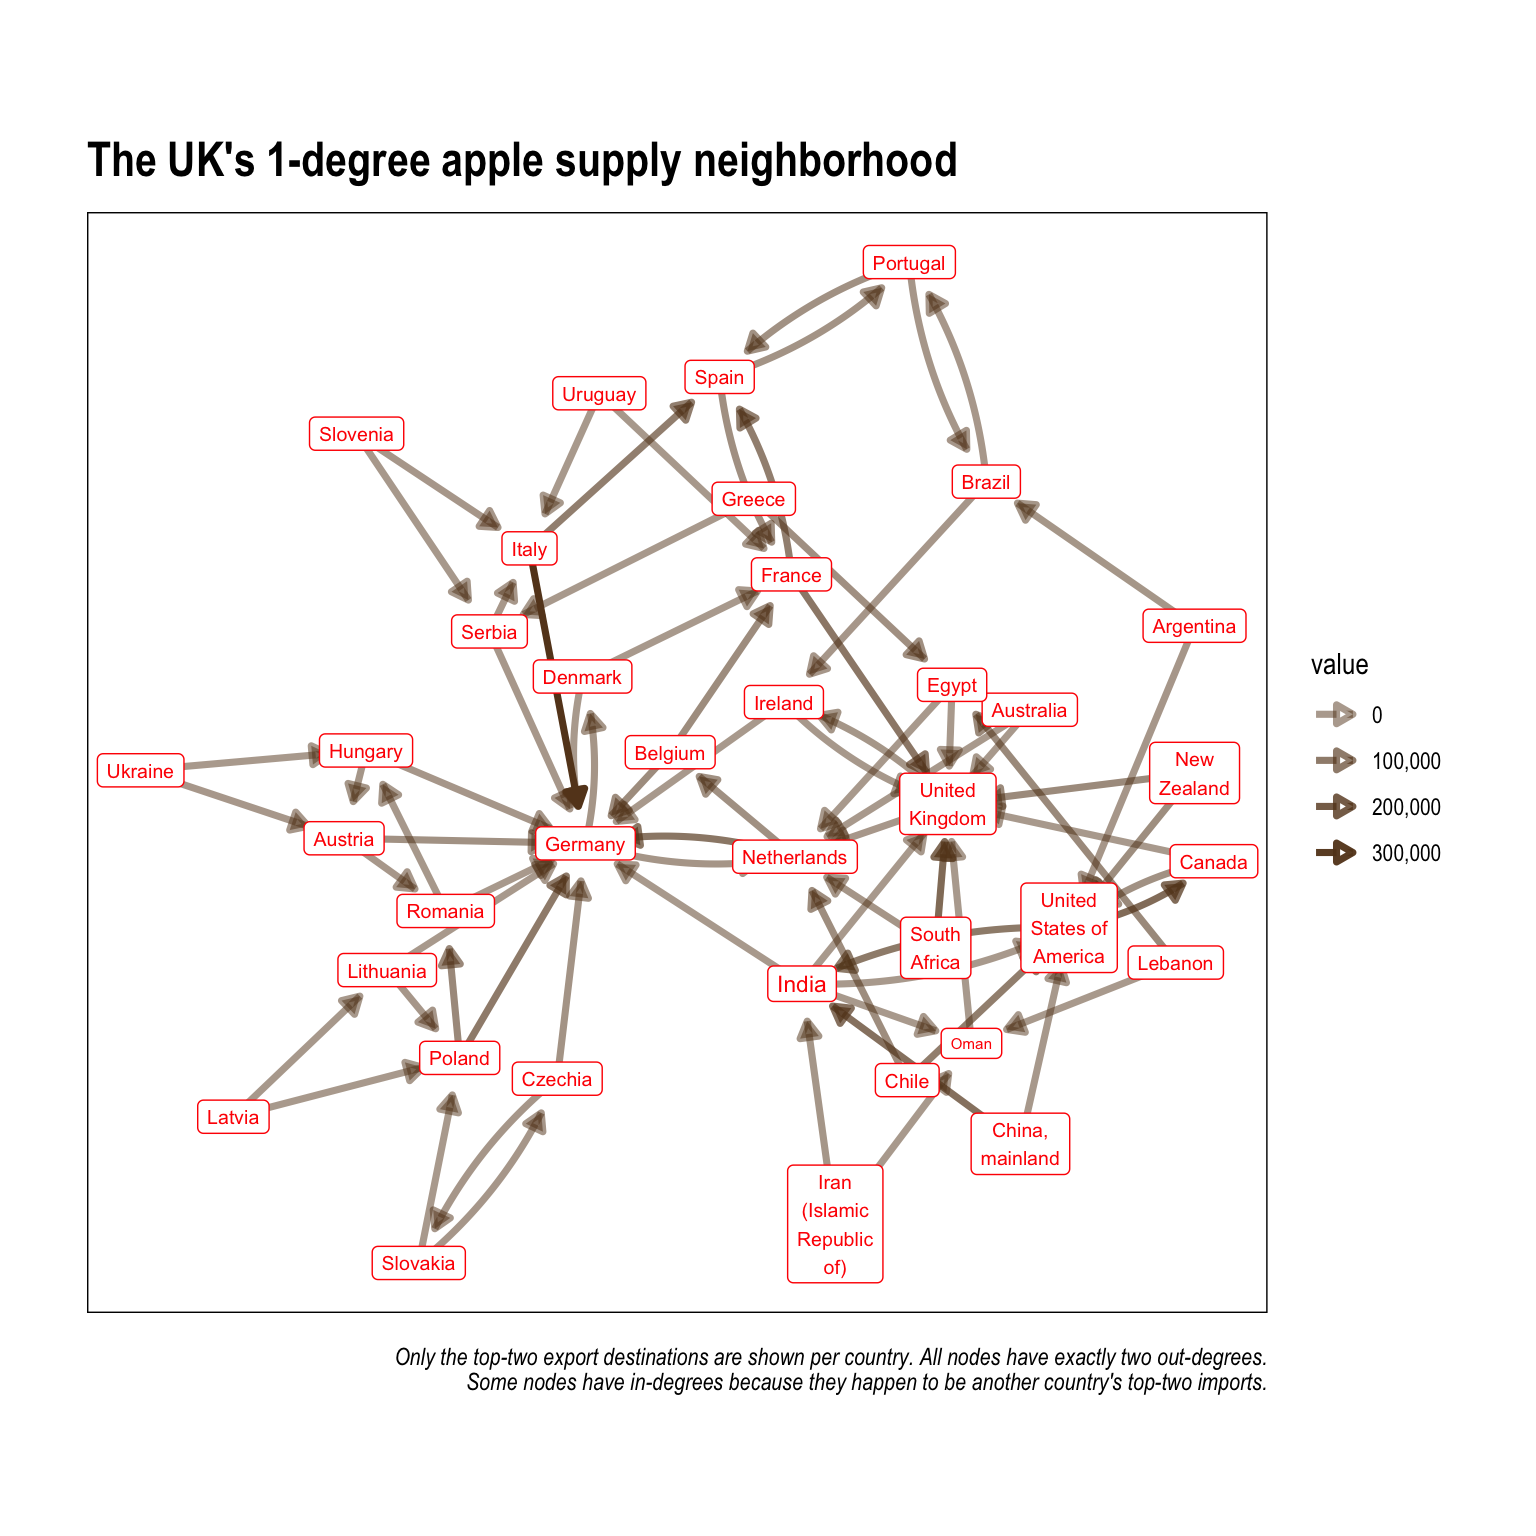 The UK's 1-degree apple supply neighborhood
Portugal
Spain
Uruguay
Slovenia
Brazil
Greece
Italy
France
Argentina
Serbia
Denmark
Egypt
Ireland
Australia
Hungary
Belgium
Ukraine
New
Zealand
United
Kingdom
Austria
Germany
Netherlands
Canada
Romania
United
States of
America
South
Africa
Lebanon
Lithuania
India
Oman
Poland
Czechia
Chile
Latvia
China,
mainland
Iran
(Islamic
Republic
of)
Slovakia
value
0
100,000
200,000
300,000
Only the top-two export destinations are shown per country. All nodes have exactly two out-degrees.
Some nodes have in-degrees because they happen to be another country's top-two imports.